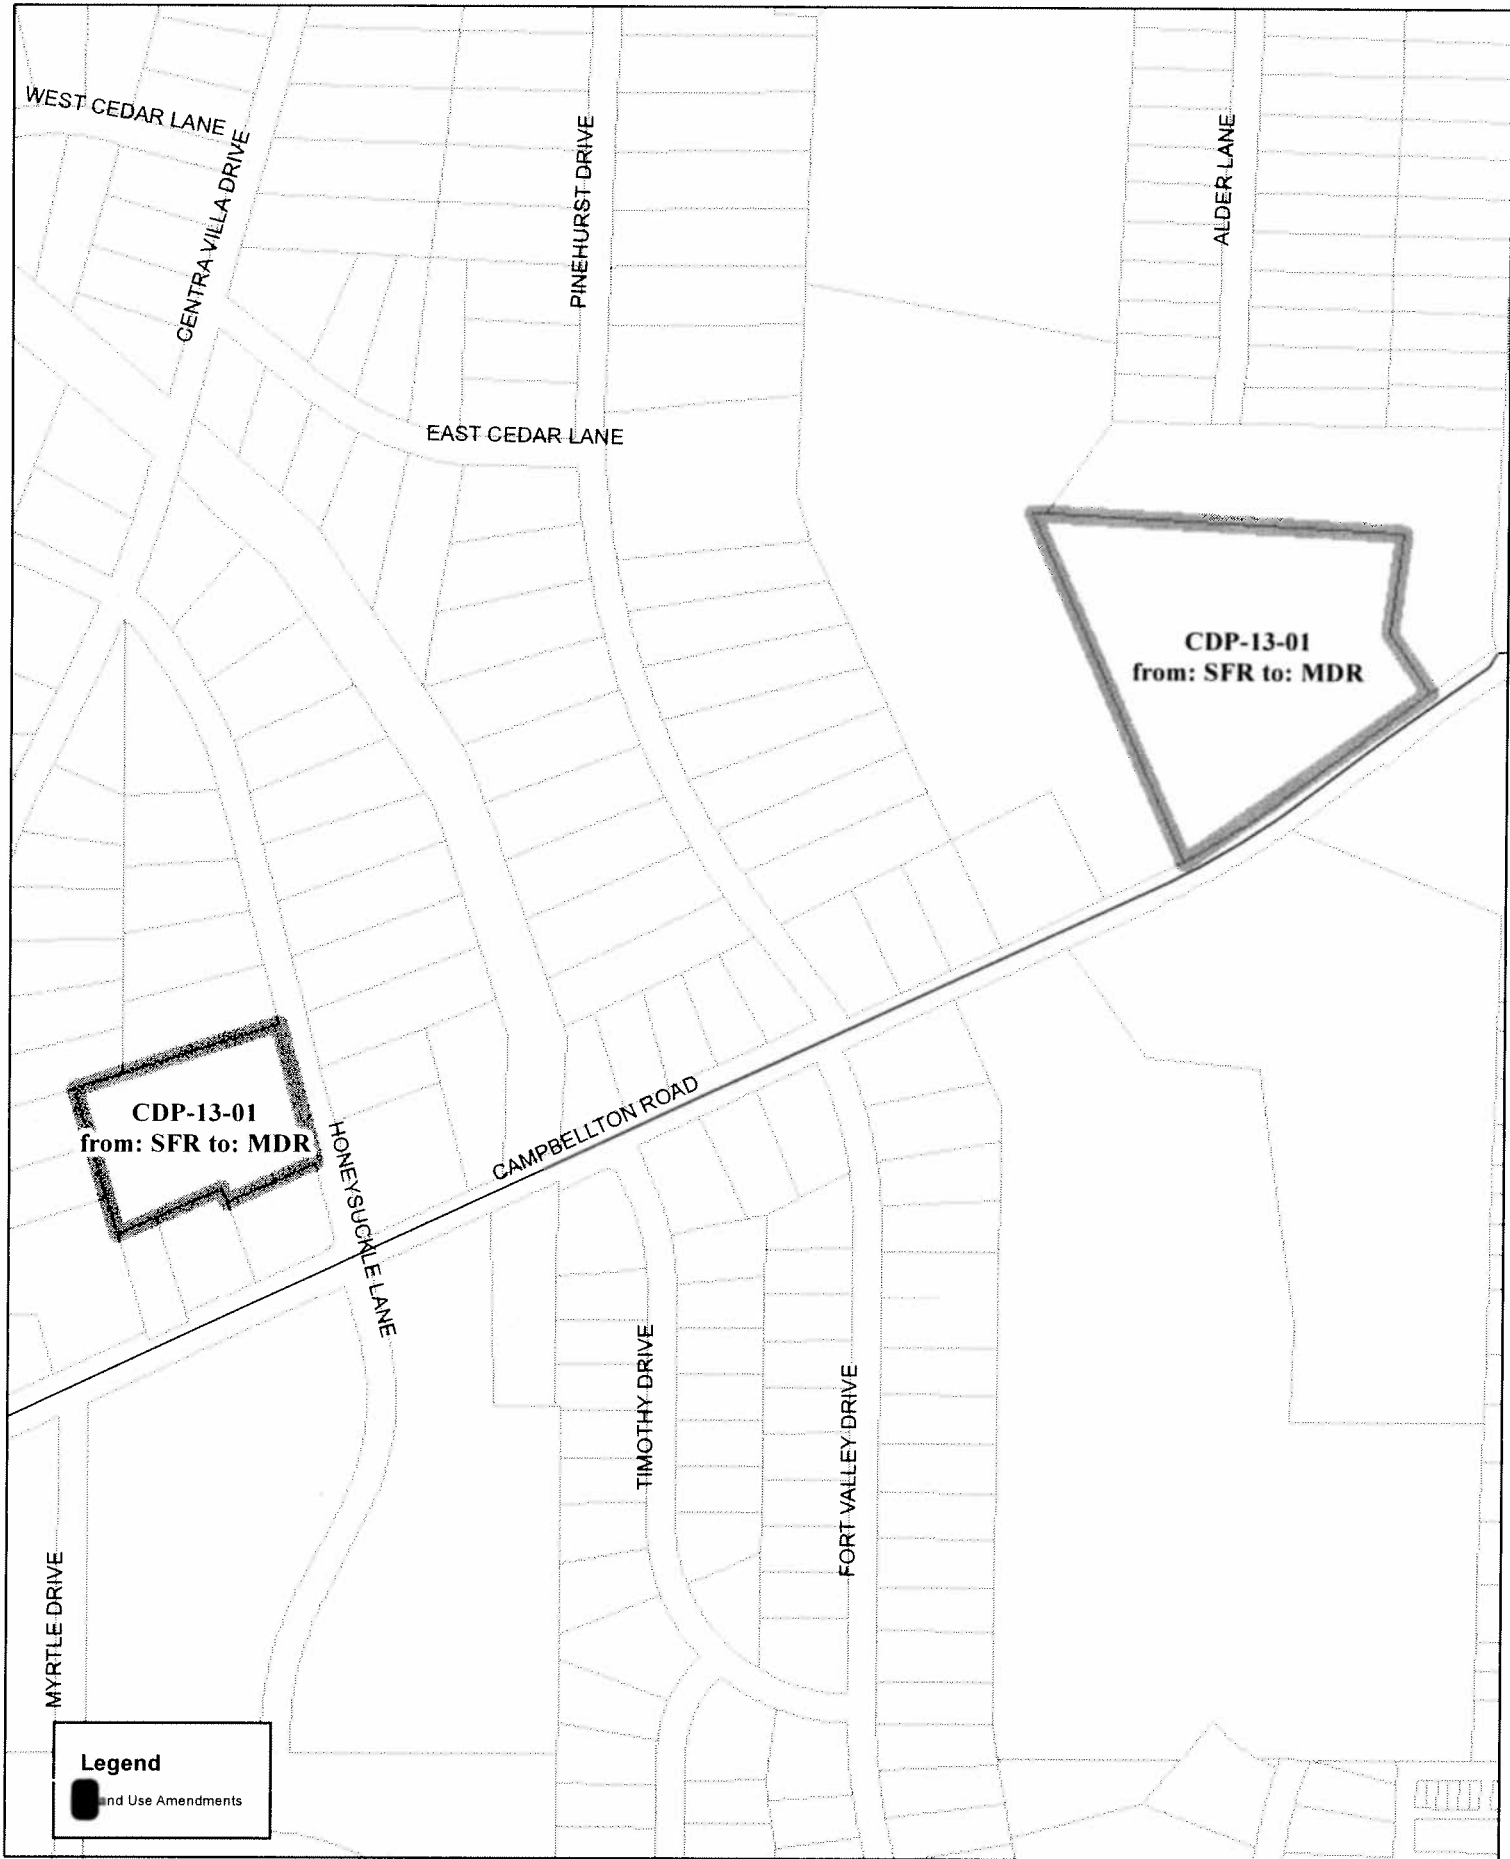 WEST CEDAR LANE
CENTRA VILLA DRIVE
PINEHURST DRIVE
ALDER LANE
EAST CEDAR LANE
CDP-13-01
from: SFR to: MDR
CDP-13-01
from: SFR to: MDR
HONEYSUCKLE LANE
CAMPBELLTON ROAD
TIMOTHY DRIVE
FORT VALLEY DRIVE
MYRTLE DRIVE
Legend
nd Use Amendments